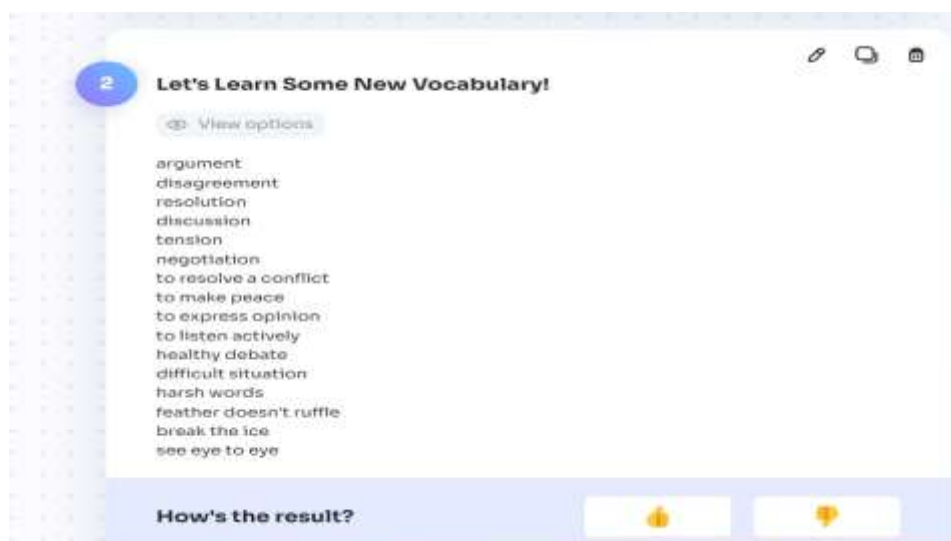 2
Let's Learn Some New Vocabulary!
View options
argument
disagreement
resolution
discussion
tension
negotiation
to resolve a conflict
to make peace
to express opinion
to listen actively
healthy debate
difficult situation
harsh words
feather doesn't ruffle
break the ice
see eye to eye
How's the result?